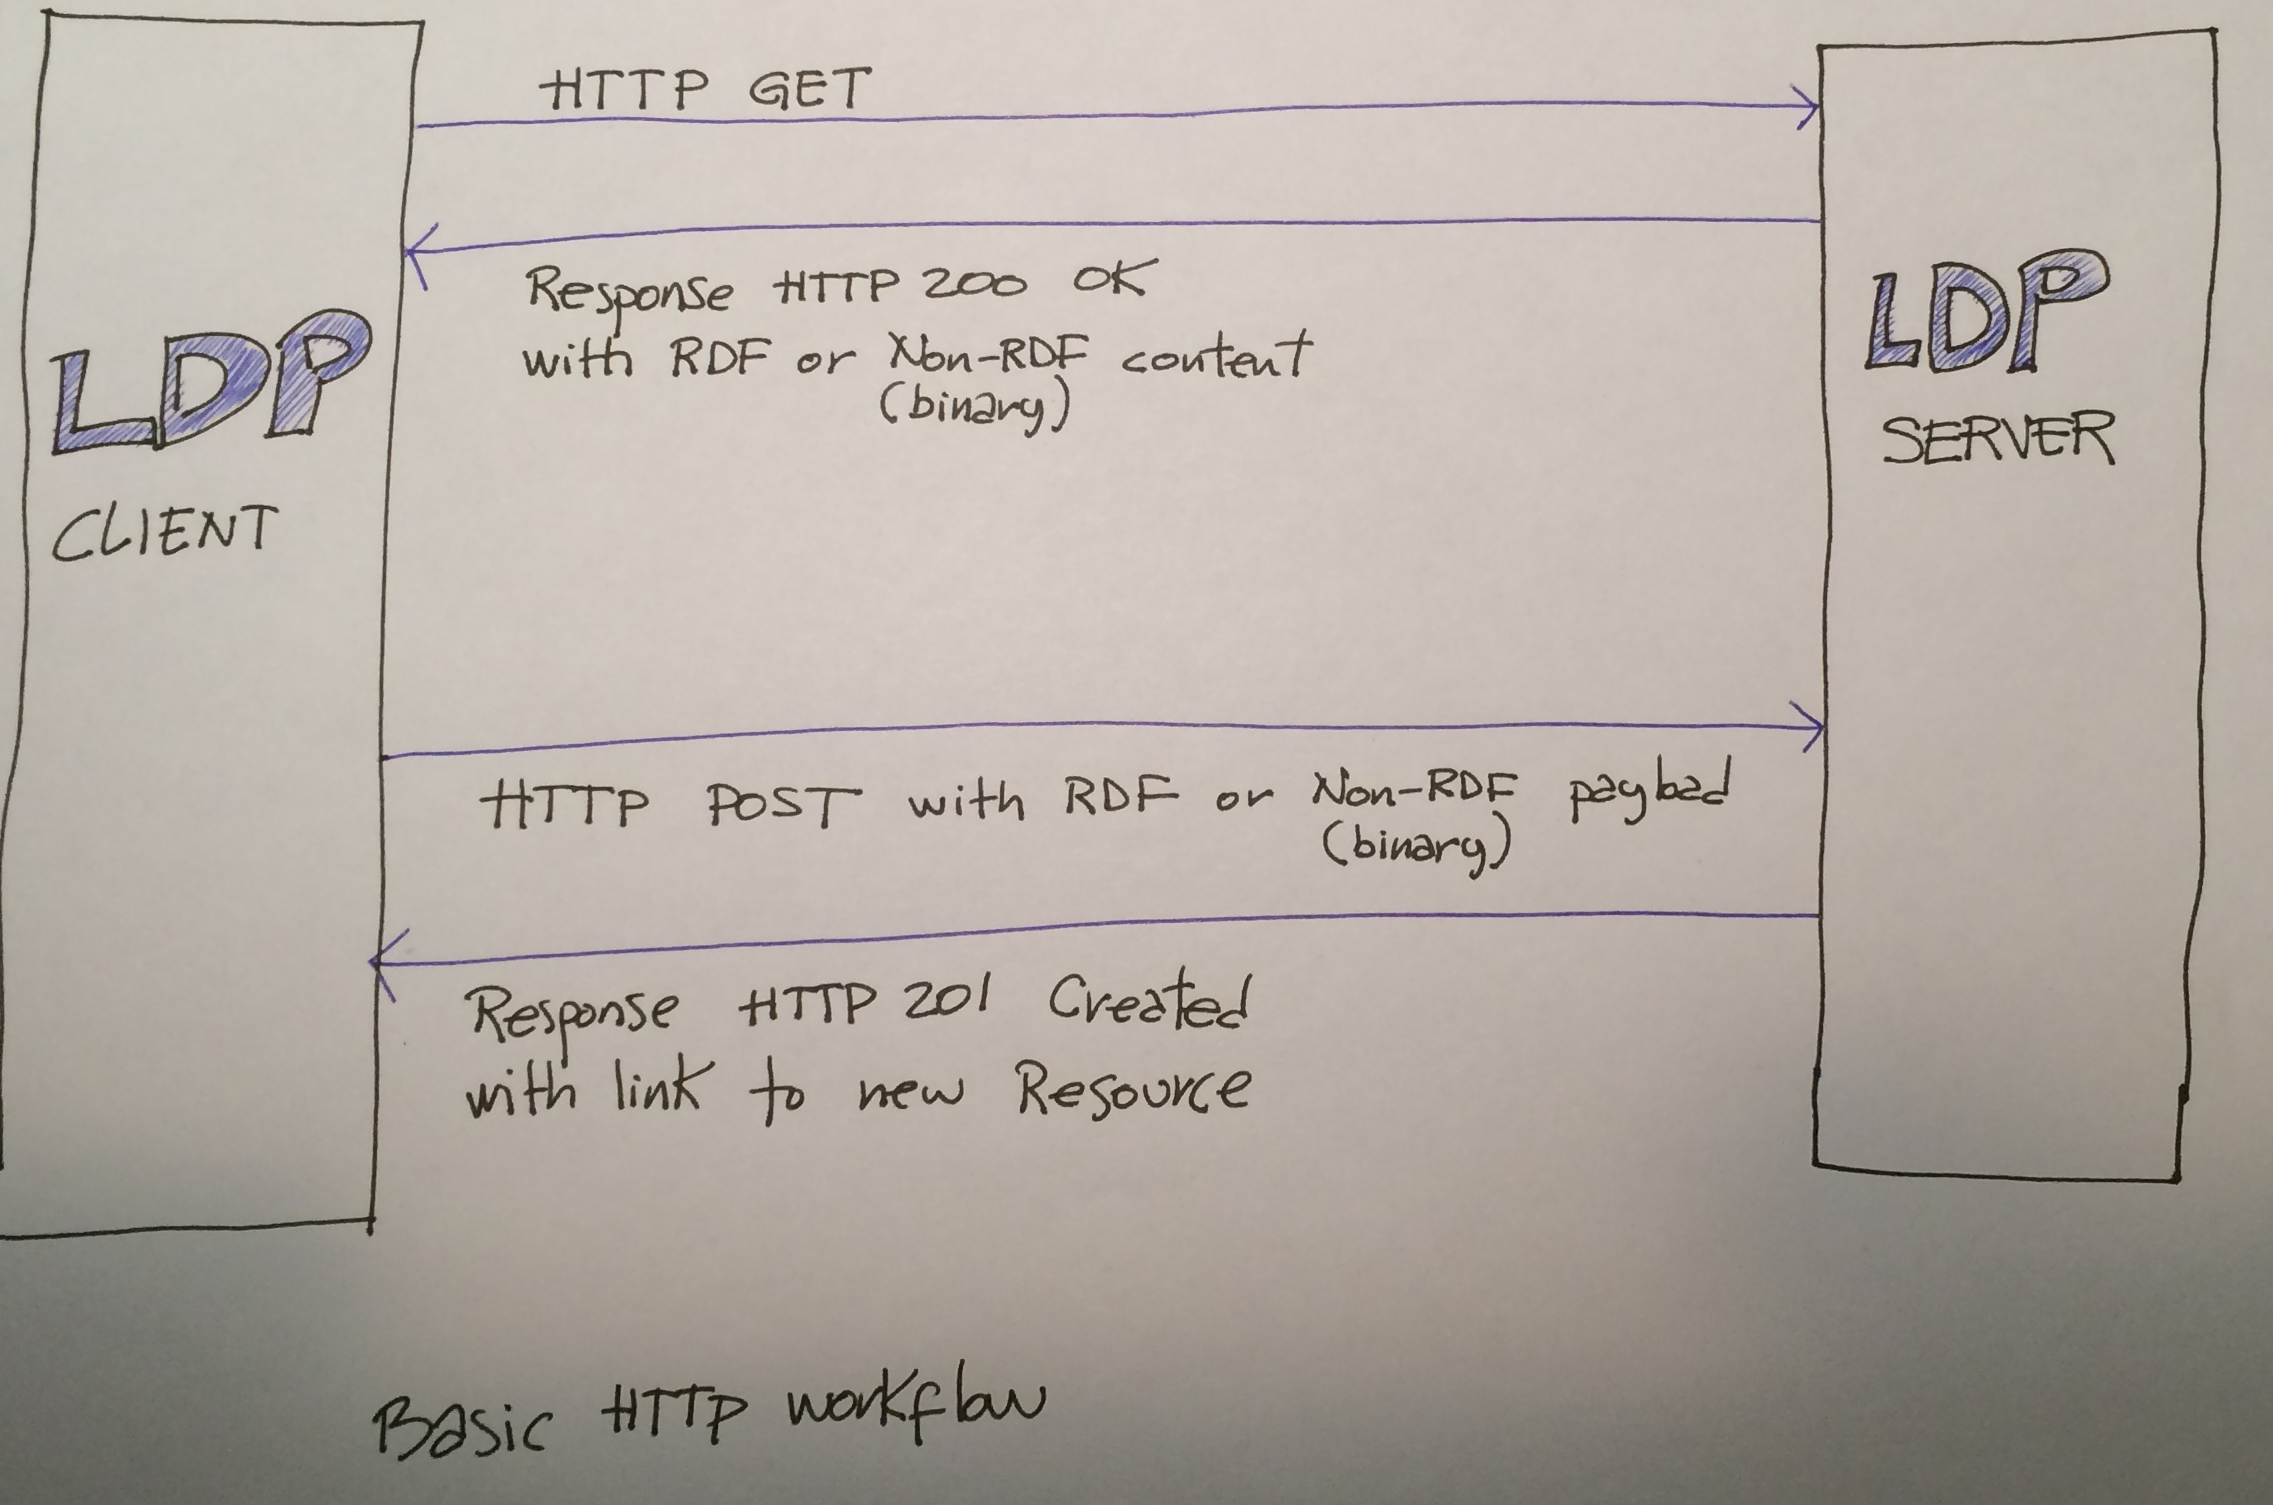 HTTP GET
Response HTTP 200 OK
with RDF or Non-RDF content
(binary)
LDP
CLIENT
LDP
SERVER
HTTP POST with RDF or Non-RDF payload
(binary)
Response HTTP 201 Created
with link to new Resource
Basic HTTP workflow